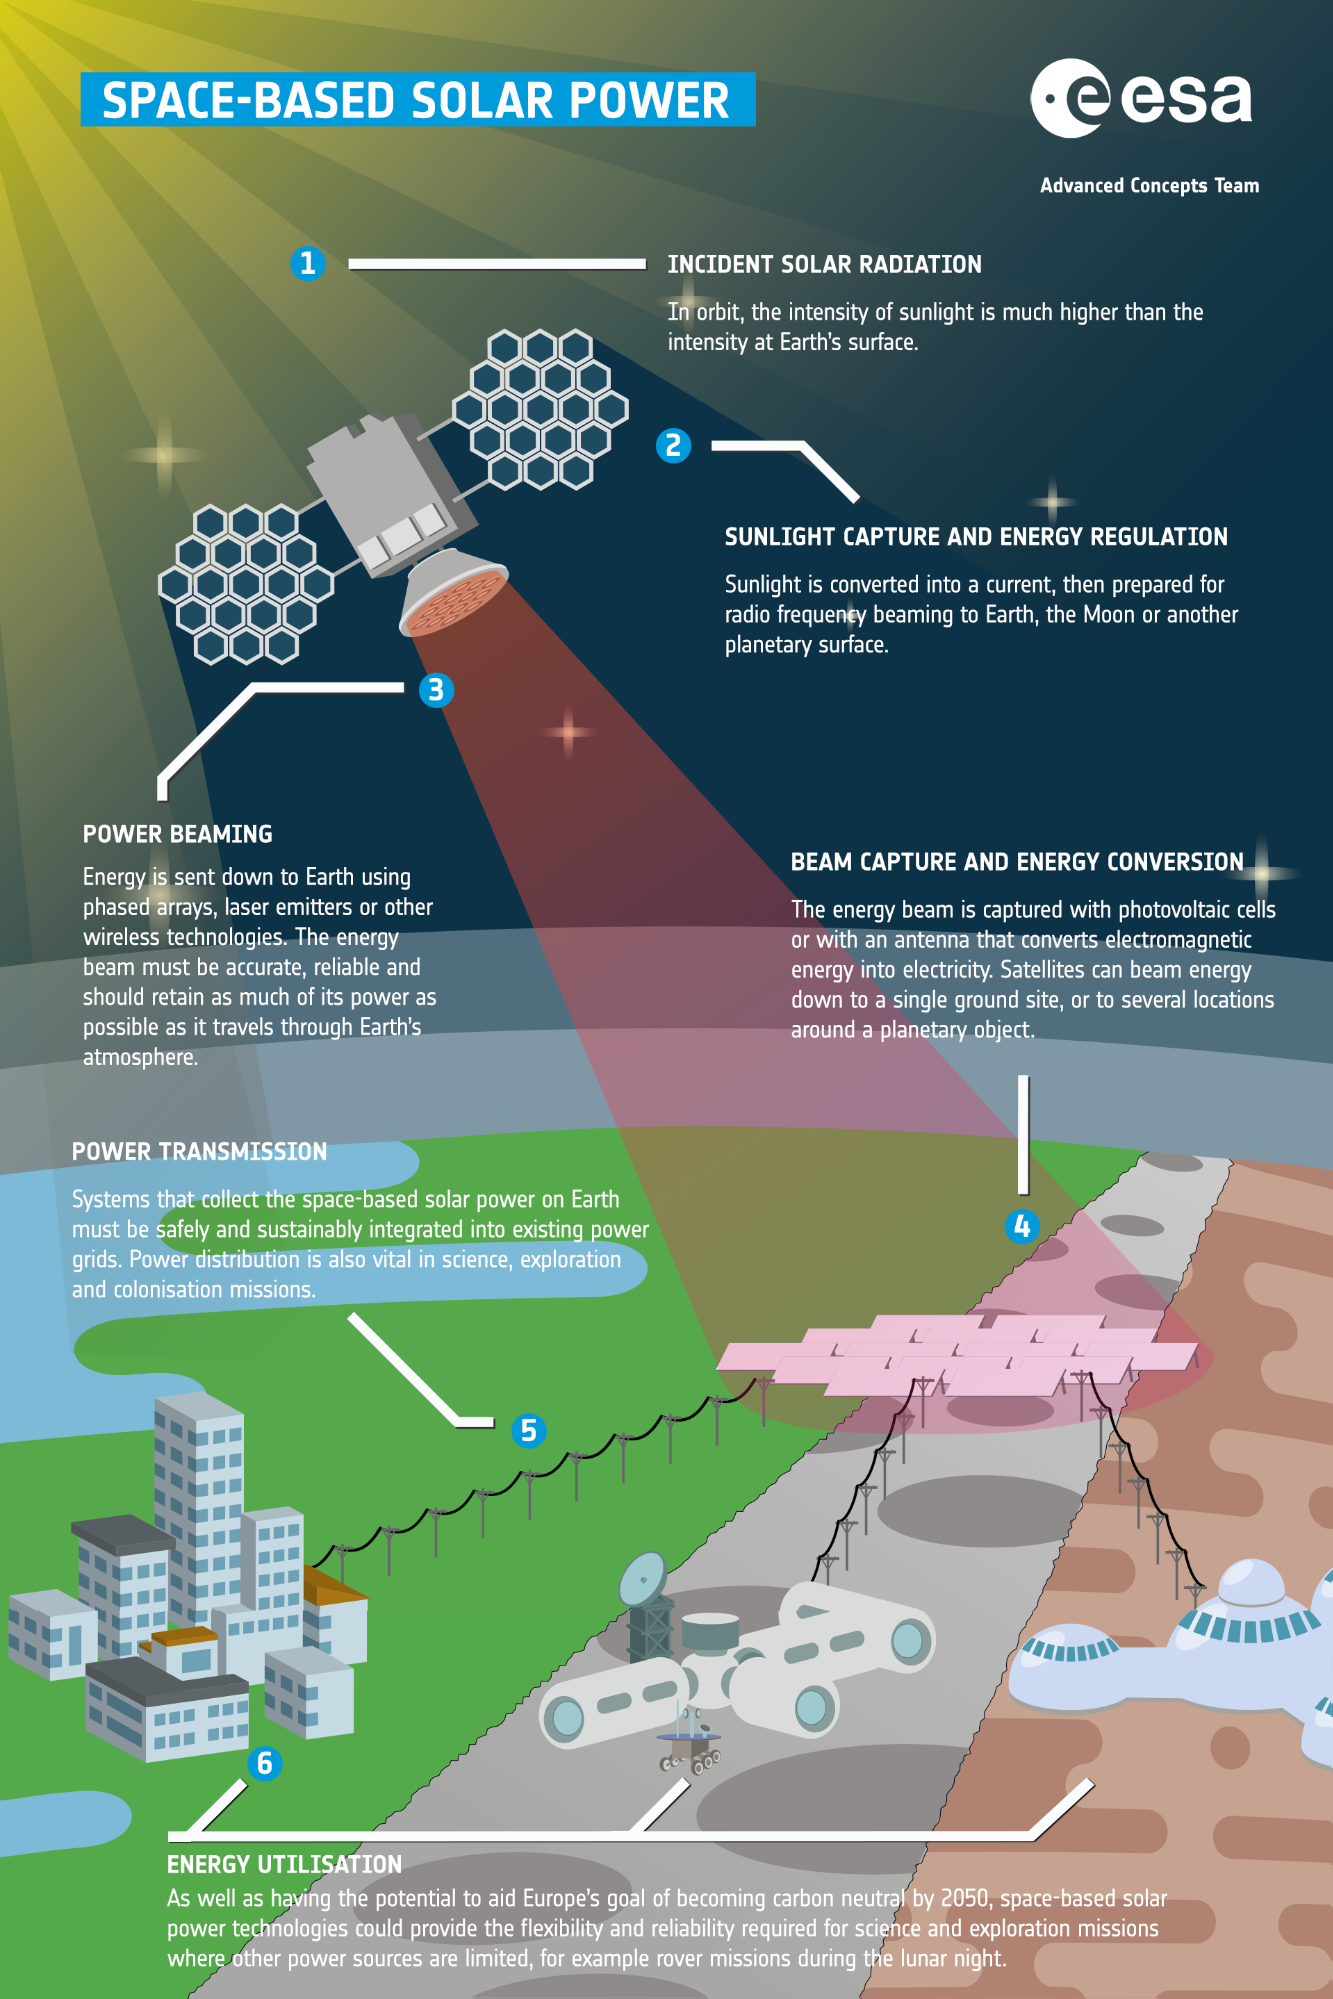 SPACE-BASED SOLAR POWER
esa
Advanced Concepts Team
1
INCIDENT SOLAR RADIATION
In orbit, the intensity of sunlight is much higher than the
intensity at Earth's surface.
2
SUNLIGHT CAPTURE AND ENERGY REGULATION
Sunlight is converted into a current, then prepared for
radio frequency beaming to Earth, the Moon or another
planetary surface.
3
POWER BEAMING
Energy is sent down to Earth using
phased arrays, laser emitters or other
wireless technologies. The energy
beam must be accurate, reliable and
should retain as much of its power as
possible as it travels through Earth's
atmosphere.
BEAM CAPTURE AND ENERGY CONVERSION
The energy beam is captured with photovoltaic cells
or with an antenna that converts electromagnetic
energy into electricity. Satellites can beam energy
down to a single ground site, or to several locations
around a planetary object.
4
POWER TRANSMISSION
Systems that collect the space-based solar power on Earth
must be safely and sustainably integrated into existing power
grids. Power distribution is also vital in science, exploration
and colonisation missions.
5
6
ENERGY UTILISATION
As well as having the potential to aid Europe's goal of becoming carbon neutral by 2050, space-based solar
power technologies could provide the flexibility and reliability required for science and exploration missions
where other power sources are limited, for example rover missions during the lunar night.